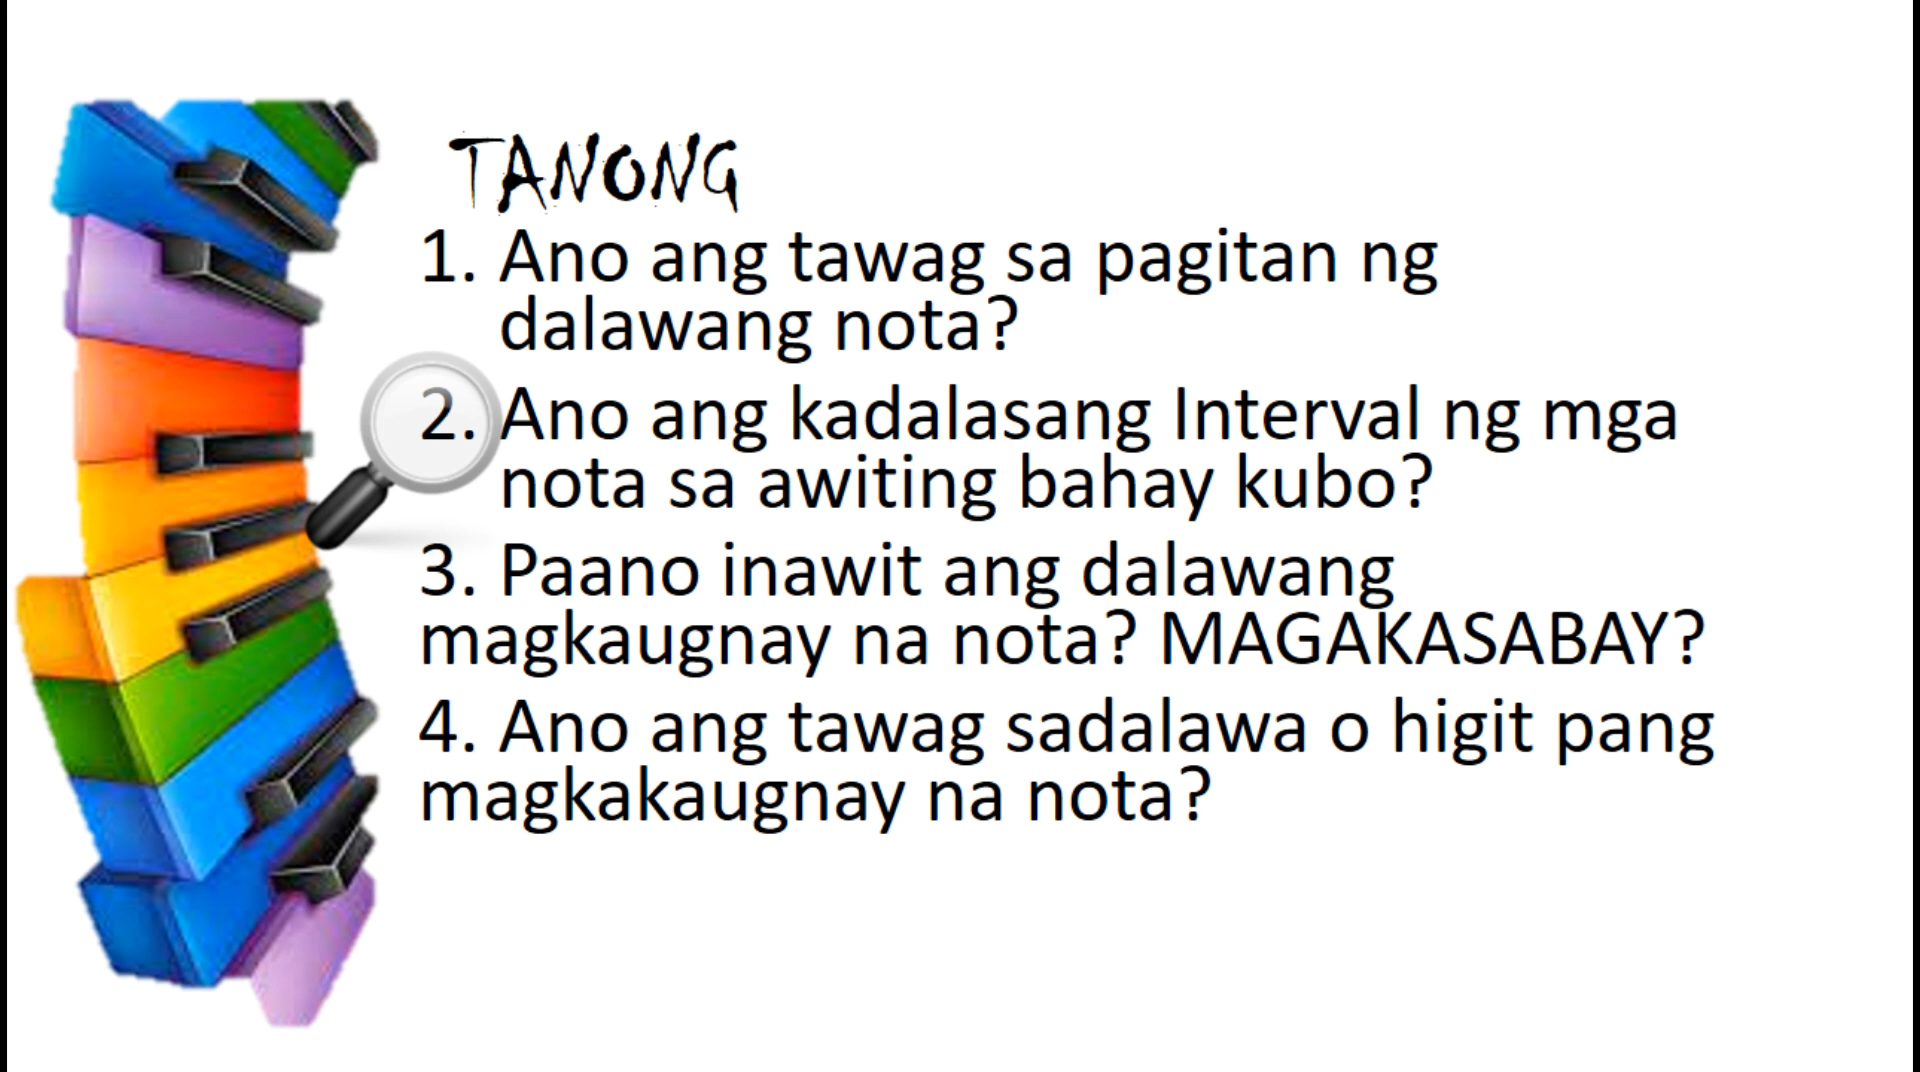 TANONG
1. Ano ang tawag sa pagitan ng
dalawang nota?
2. Ano ang kadalasang Interval ng mga
nota sa awiting bahay kubo?
3. Paano inawit ang dalawang
magkaugnay na nota? MAGAKASABAY?
4. Ano ang tawag sadalawa o higit pang
magkakaugnay na nota?